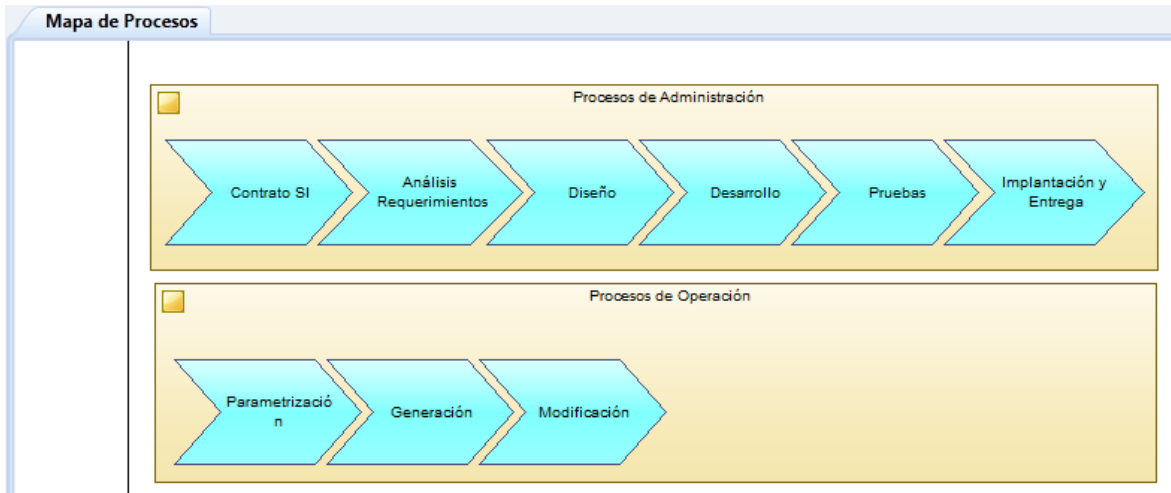 Mapa de Procesos
Procesos de Administración
Contrato SI
Análisis
Requerimientos
Diseño
Desarrollo
Pruebas
Implantación y
Entrega
Procesos de Operación
Parametrizació
n
Generación
Modificación